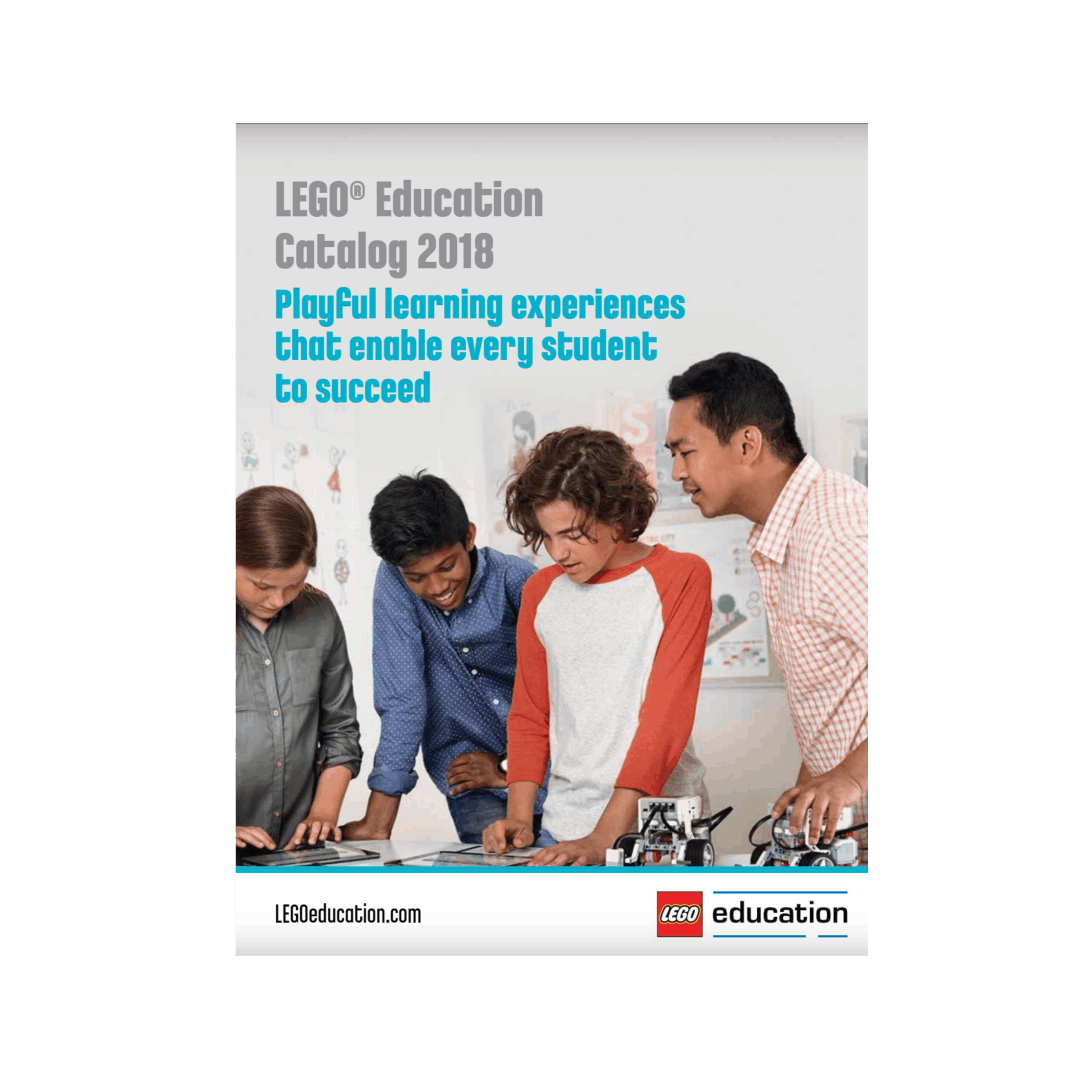 LEGO® Education
Catalog 2018
Playful learning experiences
that enable every student
to succeed
LEGOeducation.com
LEGO education